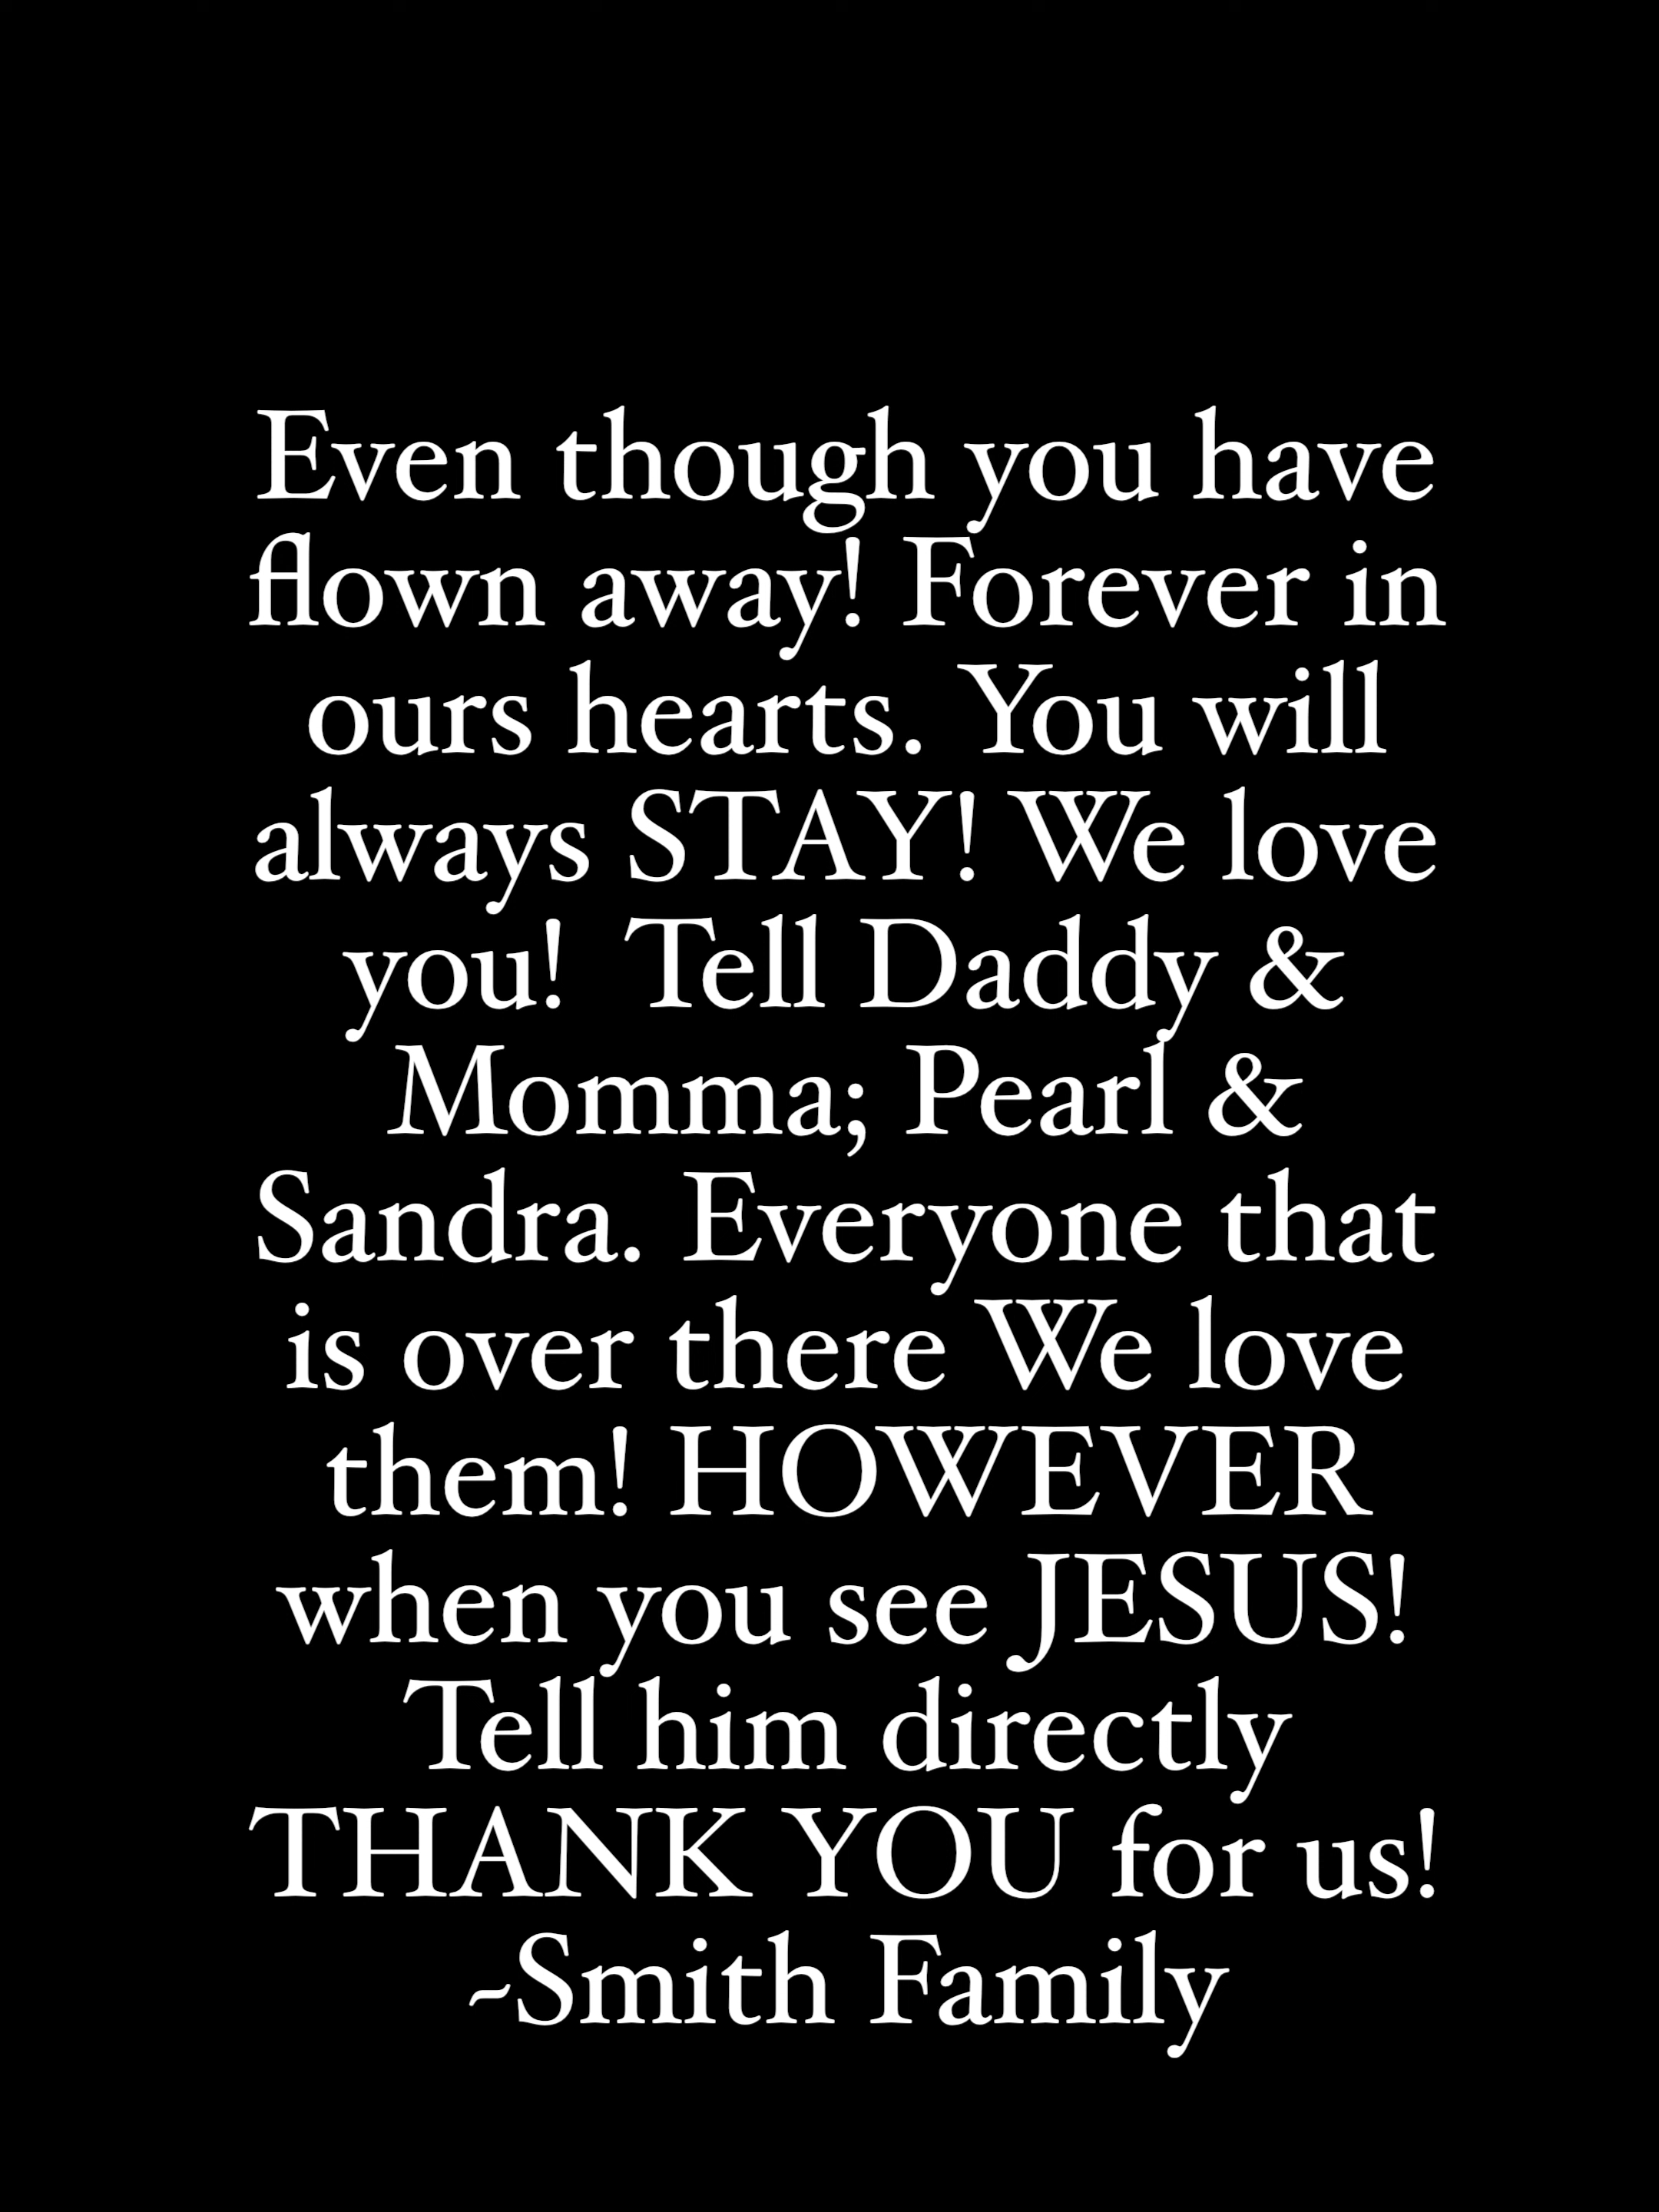 Even though you have
flown away! Forever in
ours hearts. You will
always STAY! We love
you!  Tell Daddy &
Momma; Pearl &
Sandra.  Everyone  that
is over there We love
them! HOWEVER
when you see JESUS!
Tell him directly
THANK YOU for us!
~Smith Family